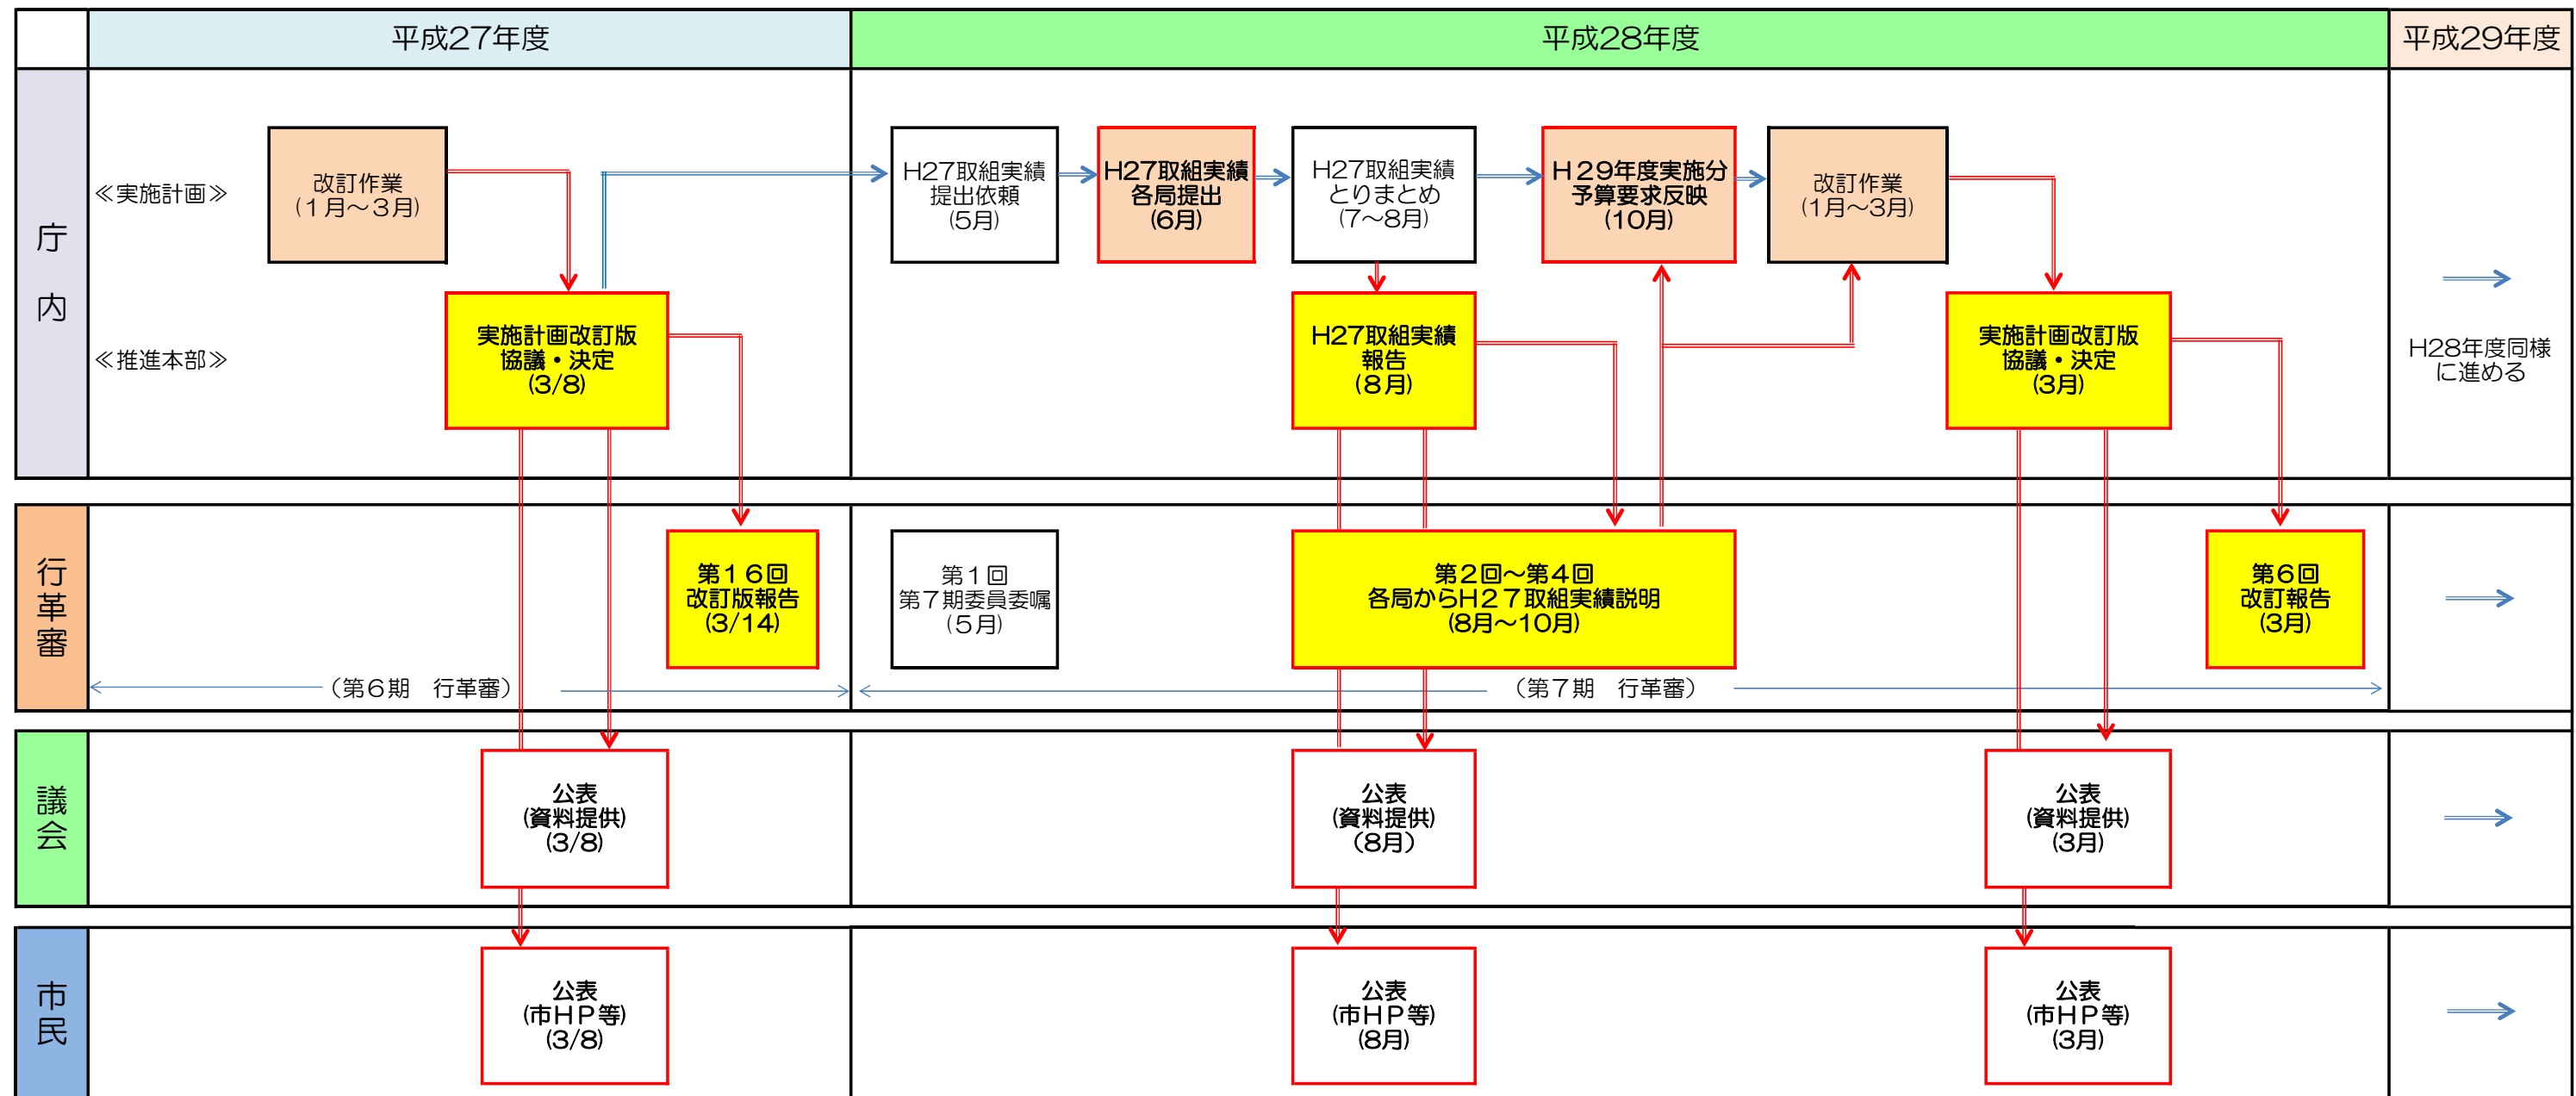 平成27年度
平成28年度
平成29年度
庁内
≪実施計画≫
改訂作業
(１月～３月)
H27取組実績
提出依頼
(5月)
H27取組実績
各局提出
(6月)
H27取組実績
とりまとめ
(7～8月)
H２９年度実施分
予算要求反映
(10月)
改訂作業
(1月～3月)
≪推進本部≫
実施計画改訂版
協議・決定
(3/8)
H27取組実績
報告
(８月)
実施計画改訂版
協議・決定
(3月)
H28年度同様
に進める
行革審
第１６回
改訂版報告
(3/14)
第１回
第７期委員委嘱
(５月)
第２回～第４回
各局からH２７取組実績説明
(8月～10月)
第６回
改訂報告
(3月)
（第６期　行革審）
（第７期　行革審）
議会
公表
(資料提供)
(3/8)
公表
(資料提供)
（8月）
公表
(資料提供)
(3月)
市民
公表
(市ＨＰ等)
(3/8)
公表
(市ＨＰ等)
(8月)
公表
(市ＨＰ等)
(3月)